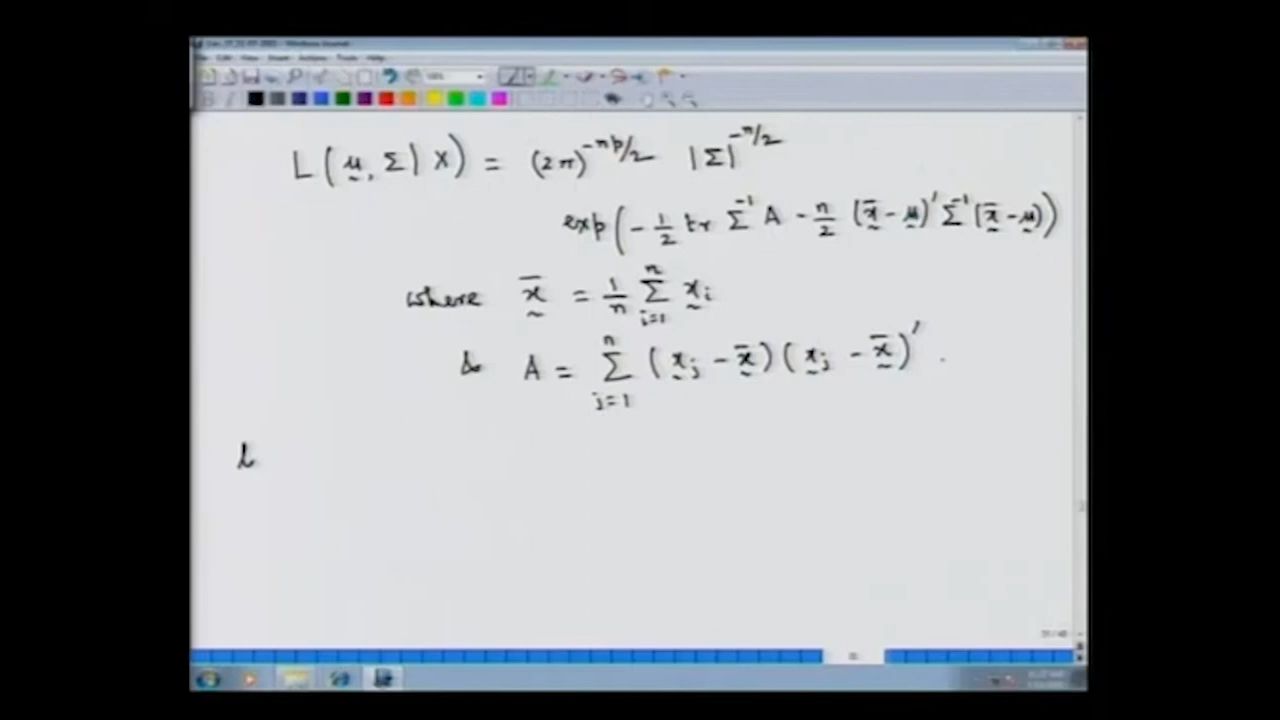 L(μ, Σ | X) = (2π)^{-np/2} |Σ|^{-n/2}
exp(-1/2 tr Σ^{-1} A - n/2 (x̄ - μ)' Σ^{-1} (x̄ - μ))
where x̄ = 1/n Σ_{i=1}^{n} x_i
& A = Σ_{j=1}^{n} (x_j - x̄)(x_j - x̄)' .